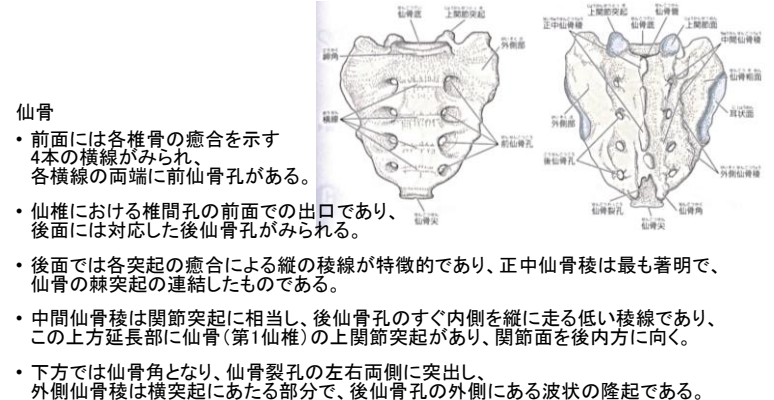 仙骨底
上関節突起
岬角
外側部
横線
前仙骨孔
仙骨尖
上関節突起
仙骨管
正中仙骨稜
仙骨底
上関節面
中間仙骨稜
仙骨粗面
耳状面
外側部
後仙骨孔
外側仙骨稜
仙骨裂孔
仙骨角
仙骨尖
仙骨
• 前面には各椎骨の癒合を示す
4本の横線がみられ、
各横線の両端に前仙骨孔がある。
• 仙椎における椎間孔の前面での出口であり、
後面には対応した後仙骨孔がみられる。
• 後面では各突起の癒合による縦の稜線が特徴的であり、正中仙骨稜は最も著明で、
仙骨の棘突起の連結したものである。
• 中間仙骨稜は関節突起に相当し、後仙骨孔のすぐ内側を縦に走る低い稜線であり、
この上方延長部に仙骨(第1仙椎)の上関節突起があり、関節面を後内方に向く。
• 下方では仙骨角となり、仙骨裂孔の左右両側に突出し、
外側仙骨稜は横突起にあたる部分で、後仙骨孔の外側にある波状の隆起である。